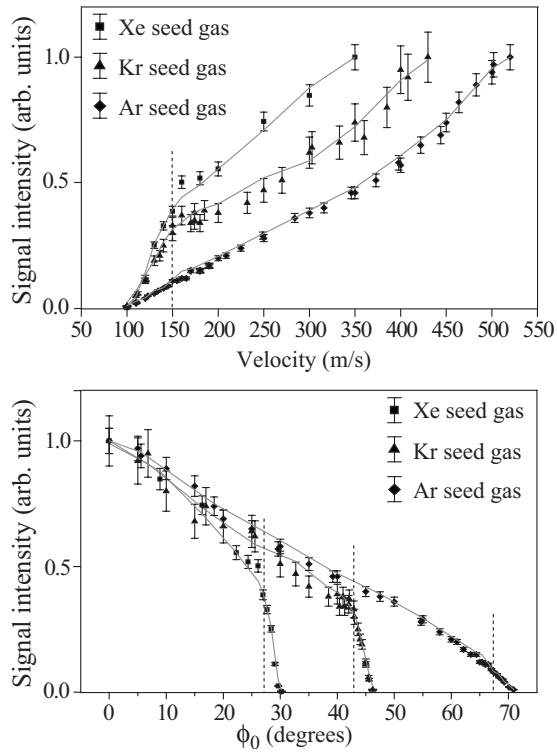 Signal intensity (arb. units)
Xe seed gas
Kr seed gas
Ar seed gas
1.0
0.5
0.0
50 100 150 200 250 300 350 400 450 500 550
Velocity (m/s)
Signal intensity (arb. units)
Xe seed gas
Kr seed gas
Ar seed gas
1.0
0.5
0.0
0 10 20 30 40 50 60 70
ϕ₀ (degrees)